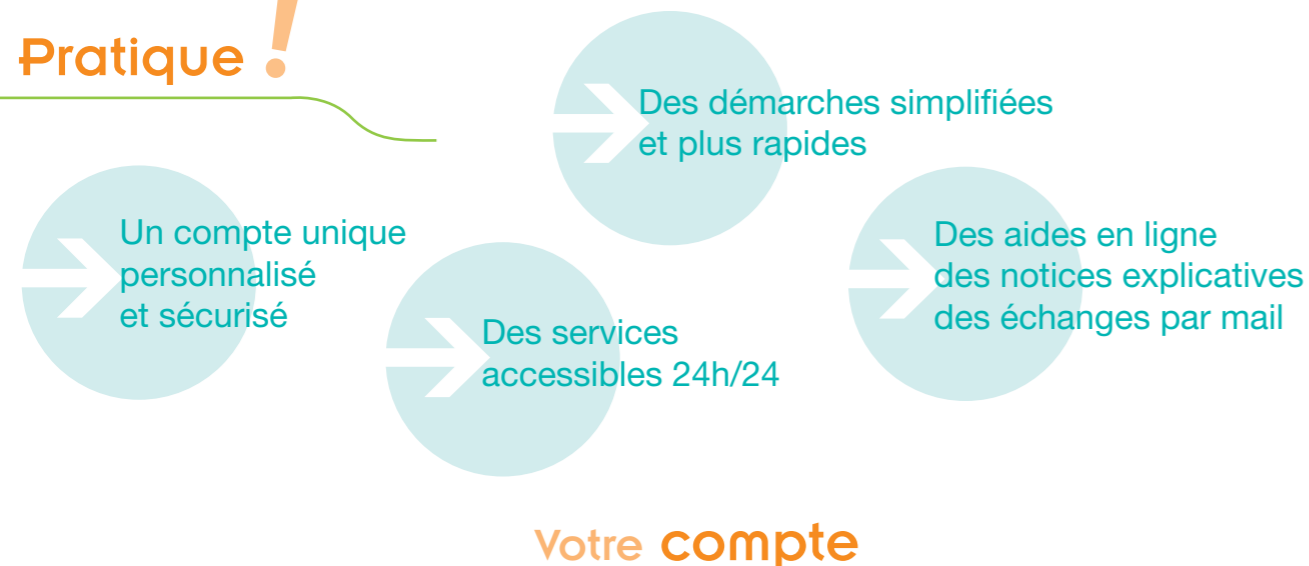 Pratique !
Un compte unique
personnalisé
et sécurisé
Des services
accessibles 24h/24
Des démarches simplifiées
et plus rapides
Des aides en ligne
des notices explicatives
des échanges par mail
Votre compte